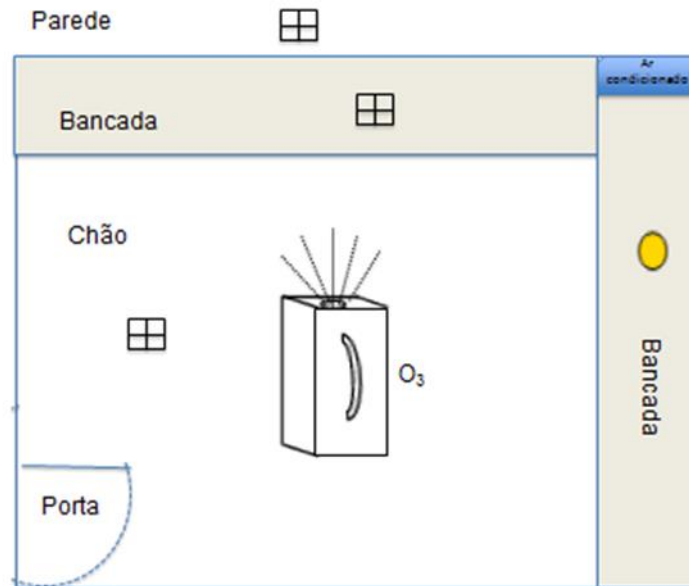 Parede
Ar
condicionado
Bancada
Chão
O₃
Bancada
Porta